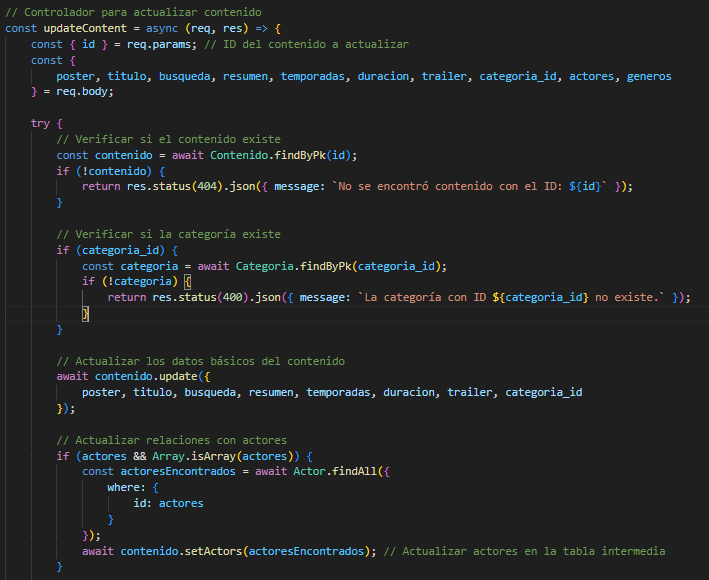 // Controlador para actualizar contenido
const updateContent = async (req, res) => {
    const { id } = req.params; // ID del contenido a actualizar
    const {
        poster, titulo, busqueda, resumen, temporadas, duracion, trailer, categoria_id, actores, generos
    } = req.body;

    try {
        // Verificar si el contenido existe
        const contenido = await Contenido.findByPk(id);
        if (!contenido) {
            return res.status(404).json({ message: `No se encontró contenido con el ID: ${id}` });
        }

        // Verificar si la categoría existe
        if (categoria_id) {
            const categoria = await Categoria.findByPk(categoria_id);
            if (!categoria) {
                return res.status(400).json({ message: `La categoría con ID ${categoria_id} no existe.` });
            }
        }

        // Actualizar los datos básicos del contenido
        await contenido.update({
            poster, titulo, busqueda, resumen, temporadas, duracion, trailer, categoria_id
        });

        // Actualizar relaciones con actores
        if (actores && Array.isArray(actores)) {
            const actoresEncontrados = await Actor.findAll({
                where: {
                    id: actores
                }
            });
            await contenido.setActors(actoresEncontrados); // Actualizar actores en la tabla intermedia
        }